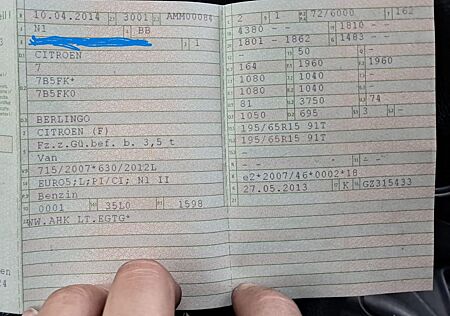 10.04.2014 3001 AMM00084
N1 BB
1
CITROEN
7
7B5FK*
7B5FK0
BERLINGO
CITROEN (F)
Fz.z.Gü.bef. b. 3,5 t
Van
715/2007*630/2012L
EURO5;L;PI/CI; N1 II
Benzin
0001 35L0 1598
WW.AHK LT.EGTG*
2 1 72/6000 162
4380 - 1810 -
1801 - 1862 1483 -
50 -
164 1960 1960
1080 1040 -
1080 1040 -
81 3750 74
1050 695 3 -
195/65R15 91T
195/65R15 91T
-
- - - - -
e2*2007/46*0002*18
27.05.2013 K GZ315433